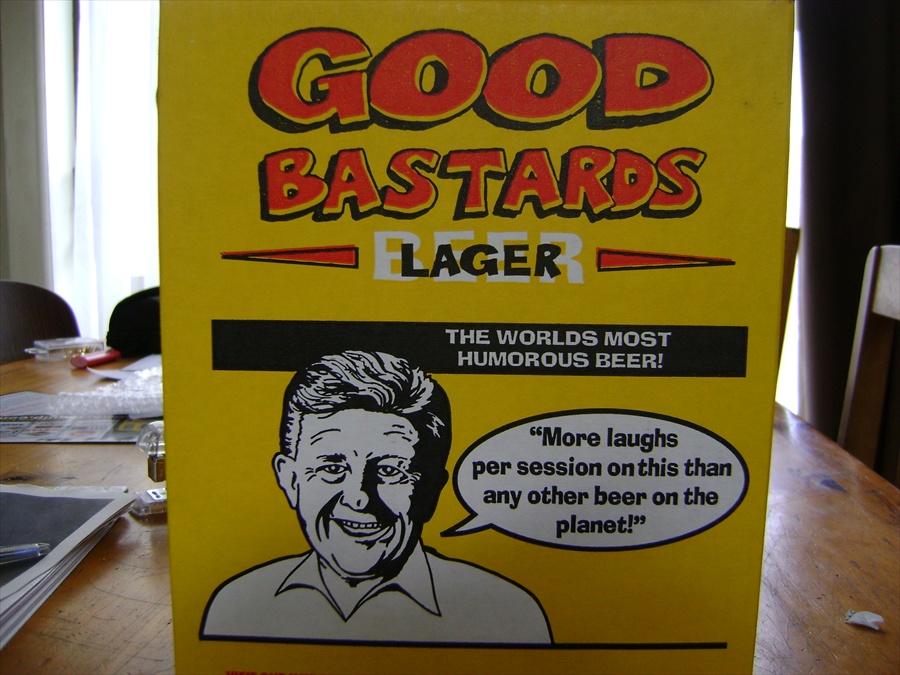 GOOD
BASTARDS
BEER
LAGER
THE WORLDS MOST
HUMOROUS BEER!
“More laughs
per session on this than
any other beer on the
planet!”